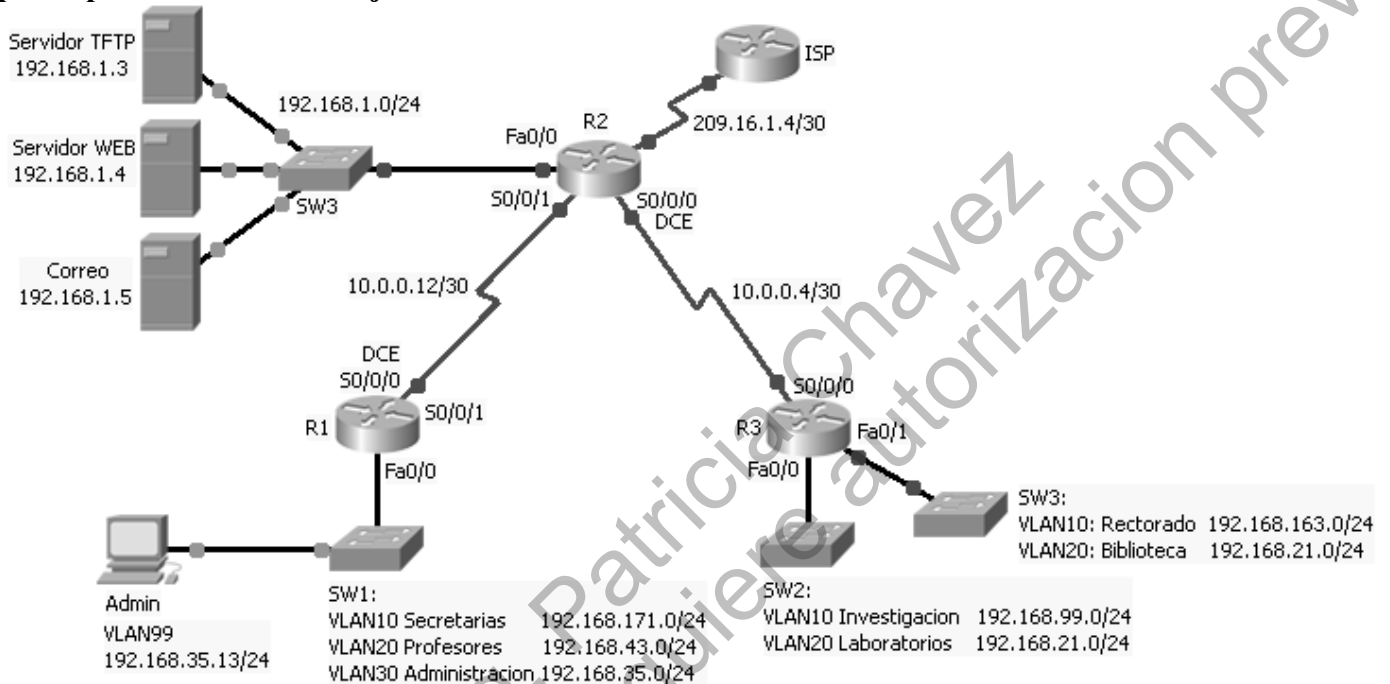 Servidor TFTP
192.168.1.3
192.168.1.0/24
Servidor WEB
192.168.1.4
SW3
Correo
192.168.1.5
ISP
R2
209.16.1.4/30
Fa0/0
S0/0/1
S0/0/0
DCE
10.0.0.12/30
10.0.0.4/30
DCE
S0/0/0
S0/0/1
R1
Fa0/0
S0/0/0
R3
Fa0/1
Fa0/0
Admin
VLAN99
192.168.35.13/24
SW1:
VLAN10 Secretarias 192.168.171.0/24
VLAN20 Profesores 192.168.43.0/24
VLAN30 Administracion 192.168.35.0/24
SW2:
VLAN10 Investigacion 192.168.99.0/24
VLAN20 Laboratorios 192.168.21.0/24
SW3:
VLAN10: Rectorado 192.168.163.0/24
VLAN20: Biblioteca 192.168.21.0/24
Patricia Chavez
quiere autorizacion prev